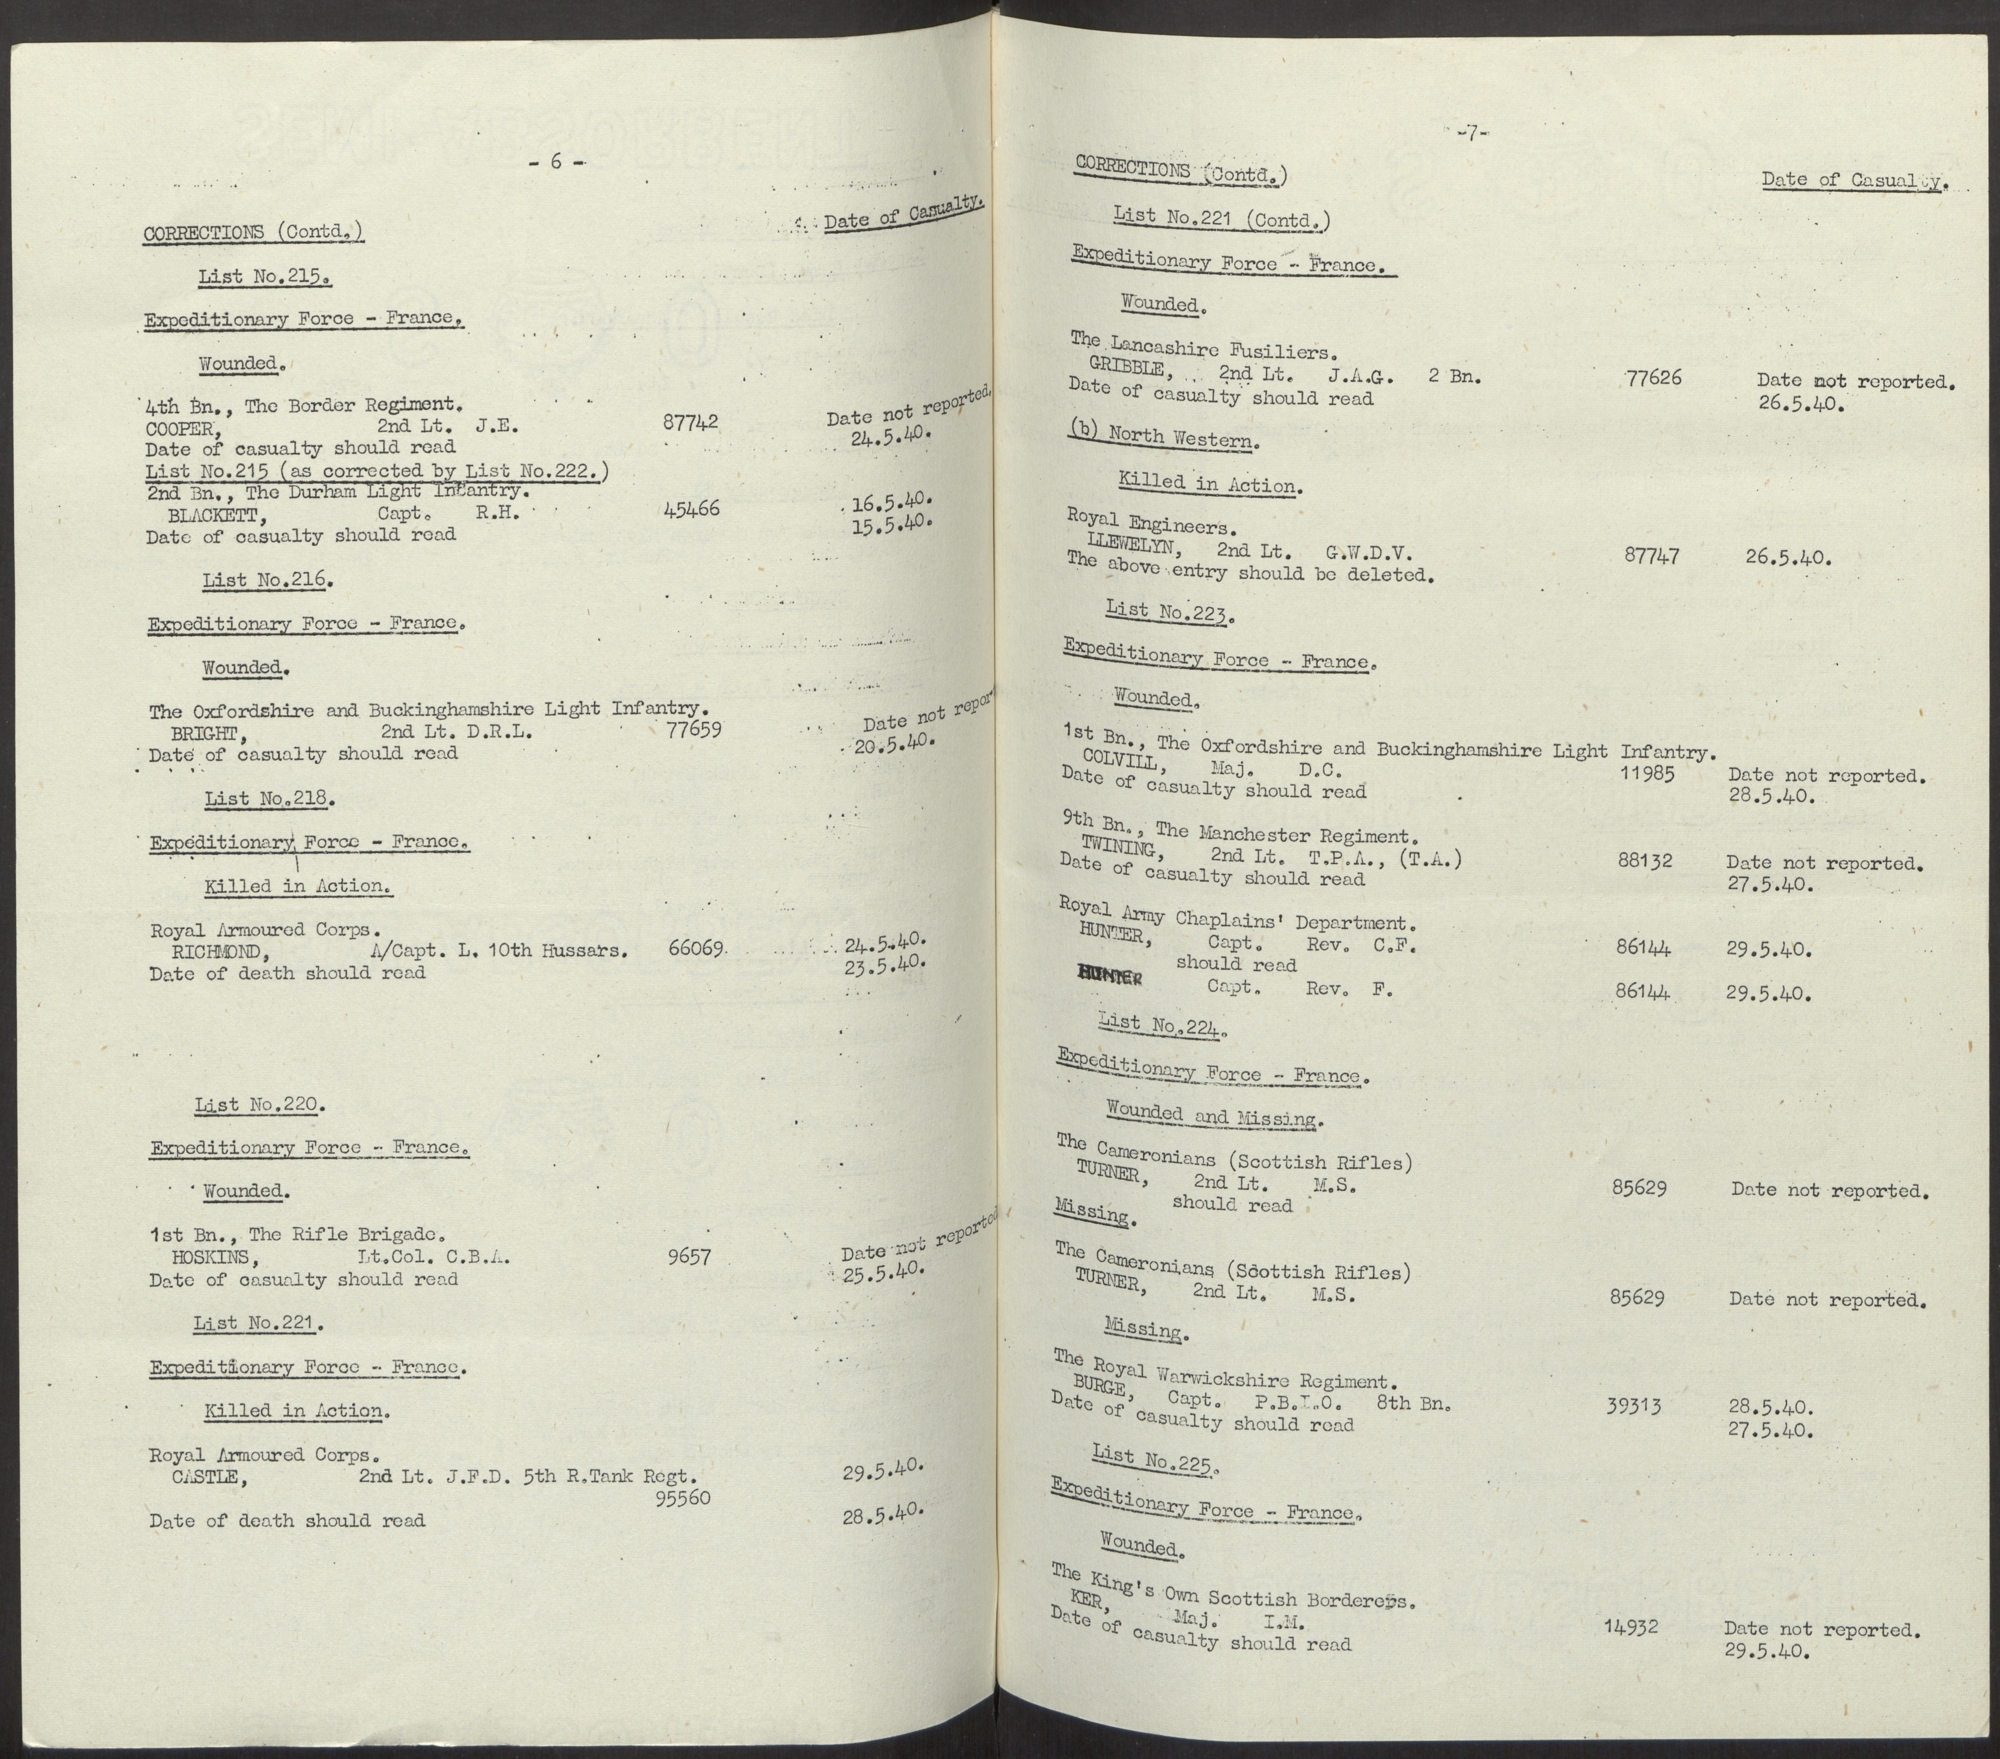 - 6 -
CORRECTIONS (Contd.)
Date of Casualty.
List No.215.
Expeditionary Force - France.
Wounded.
4th Bn., The Border Regiment.
COOPER, 2nd Lt. J.E. 87742 Date not reported.
Date of casualty should read 24.5.40.
List No.215 (as corrected by List No.222.)
2nd Bn., The Durham Light Infantry.
BLACKETT, Capt. R.H. 45466 16.5.40.
Date of casualty should read 15.5.40.
List No.216.
Expeditionary Force - France.
Wounded.
The Oxfordshire and Buckinghamshire Light Infantry.
BRIGHT, 2nd Lt. D.R.L. 77659 Date not repor
Date of casualty should read 20.5.40.
List No.218.
Expeditionary Force - France.
Killed in Action.
Royal Armoured Corps.
RICHMOND, A/Capt. L. 10th Hussars. 66069 24.5.40.
Date of death should read 23.5.40.
List No.220.
Expeditionary Force - France.
Wounded.
1st Bn., The Rifle Brigade.
HOSKINS, Lt.Col. C.B.A. 9657 Date not reported
Date of casualty should read 25.5.40.
List No.221.
Expeditionary Force - France.
Killed in Action.
Royal Armoured Corps.
CASTLE, 2nd Lt. J.F.D. 5th R.Tank Regt. 29.5.40.
95560
Date of death should read 28.5.40.
-7-
CORRECTIONS (Contd.)
Date of Casualty.
List No.221 (Contd.)
Expeditionary Force - France.
Wounded.
The Lancashire Fusiliers.
GRIBBLE, 2nd Lt. J.A.G. 2 Bn. 77626 Date not reported.
Date of casualty should read 26.5.40.
(b) North Western.
Killed in Action.
Royal Engineers.
LLEWELYN, 2nd Lt. G.W.D.V. 87747 26.5.40.
The above entry should be deleted.
List No.223.
Expeditionary Force - France.
Wounded.
1st Bn., The Oxfordshire and Buckinghamshire Light Infantry.
COLVILL, Maj. D.C. 11985 Date not reported.
Date of casualty should read 28.5.40.
9th Bn., The Manchester Regiment.
TWINING, 2nd Lt. T.P.A., (T.A.) 88132 Date not reported.
Date of casualty should read 27.5.40.
Royal Army Chaplains' Department.
HUNTER, Capt. Rev. C.F. 86144 29.5.40.
should read
HUNTER Capt. Rev. F. 86144 29.5.40.
List No.224.
Expeditionary Force - France.
Wounded and Missing.
The Cameronians (Scottish Rifles)
TURNER, 2nd Lt. M.S. 85629 Date not reported.
should read
Missing.
The Cameronians (Scottish Rifles)
TURNER, 2nd Lt. M.S. 85629 Date not reported.
Missing.
The Royal Warwickshire Regiment.
BURGE, Capt. P.B.L.O. 8th Bn. 39313 28.5.40.
Date of casualty should read 27.5.40.
List No.225.
Expeditionary Force - France.
Wounded.
The King's Own Scottish Borderers.
KER, Maj. I.M. 14932 Date not reported.
Date of casualty should read 29.5.40.